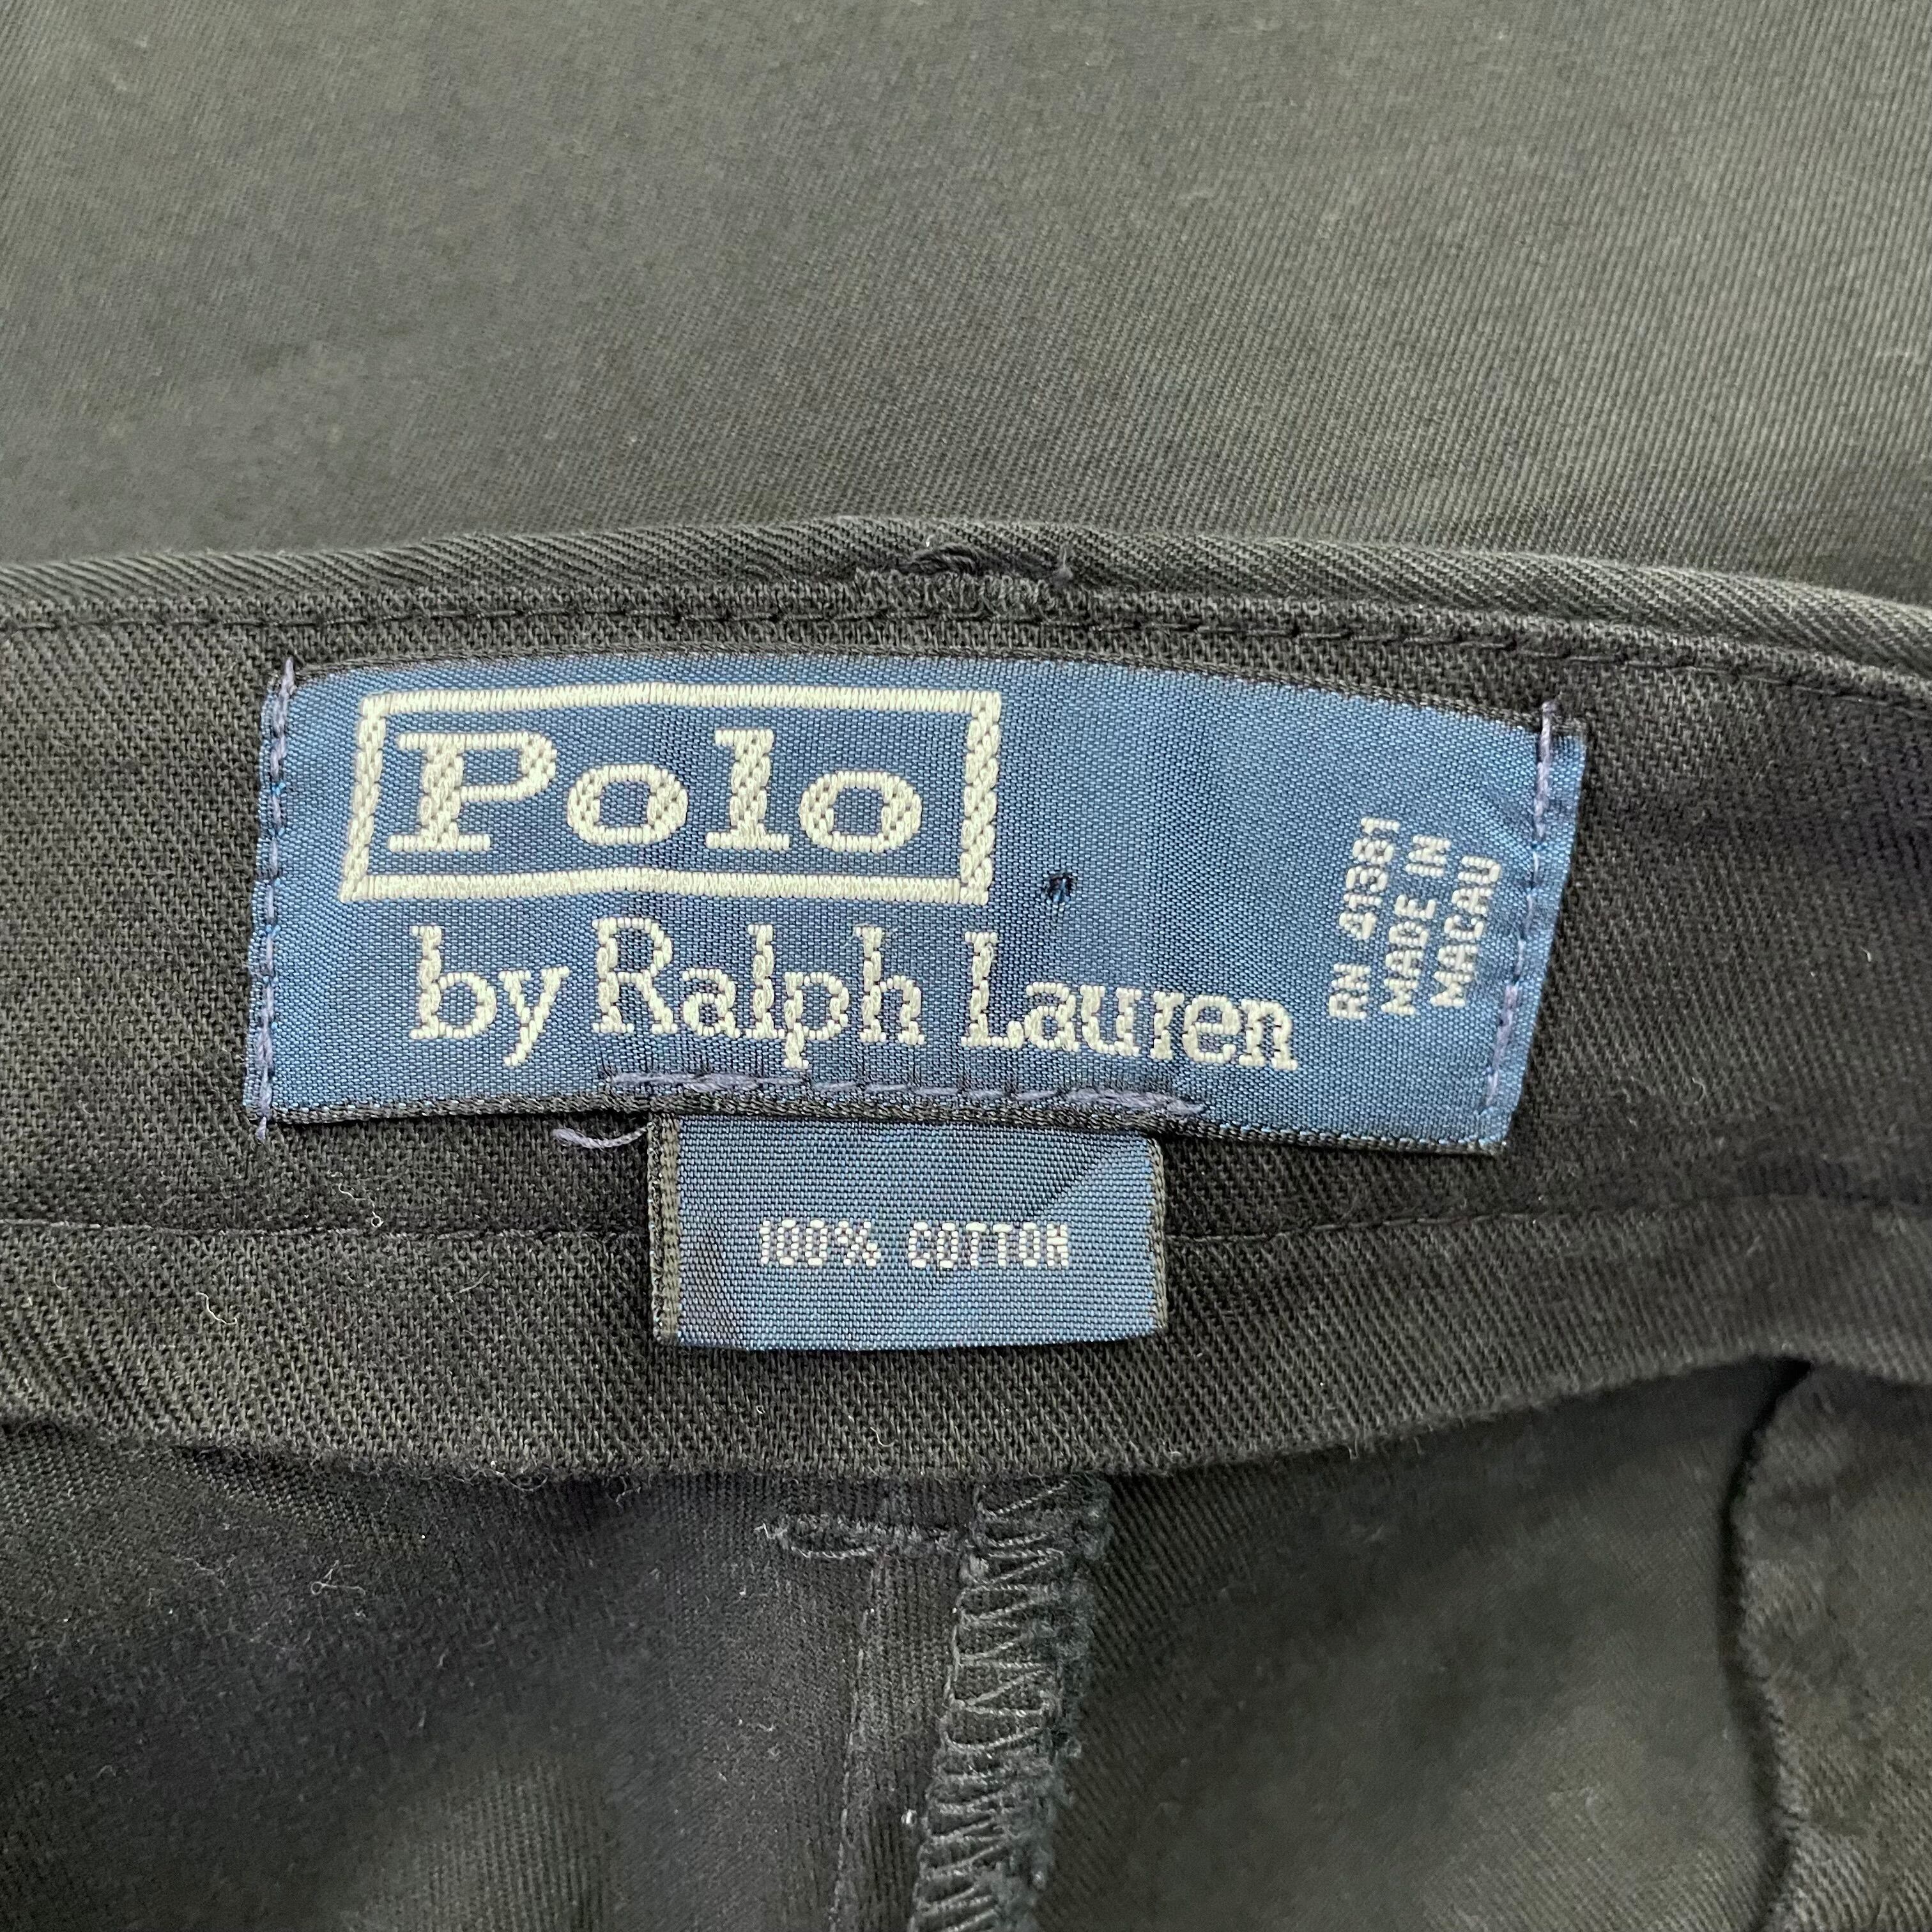 Polo
by Ralph Lauren
RN 41381
MADE IN
MACAU
100% COTTON